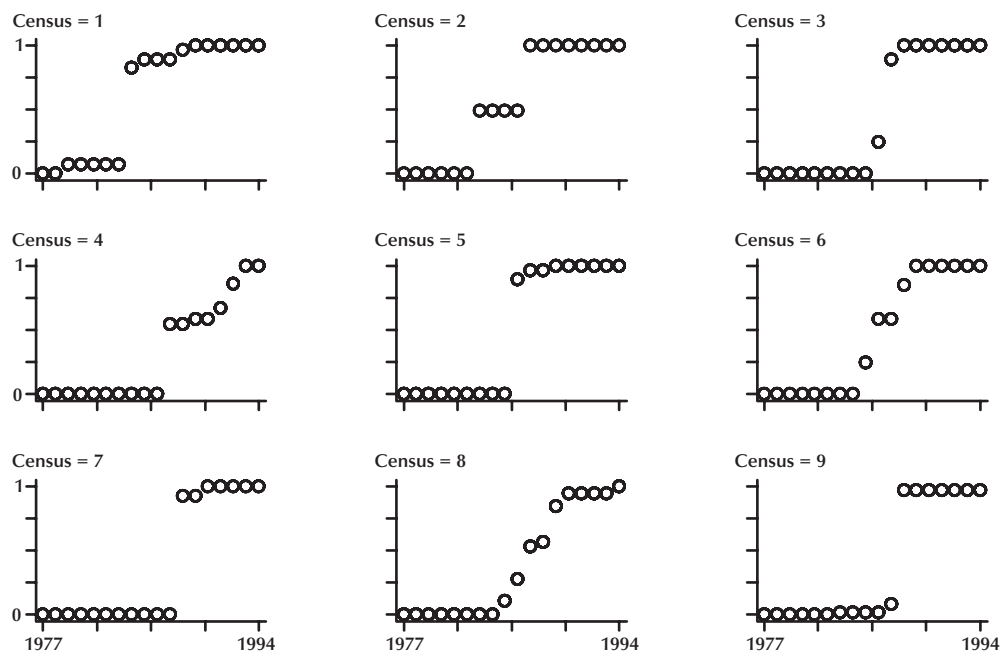 Census = 1
Census = 2
Census = 3
1
0
Census = 4
Census = 5
Census = 6
1
0
Census = 7
Census = 8
Census = 9
1
0
1977
1994
1977
1994
1977
1994